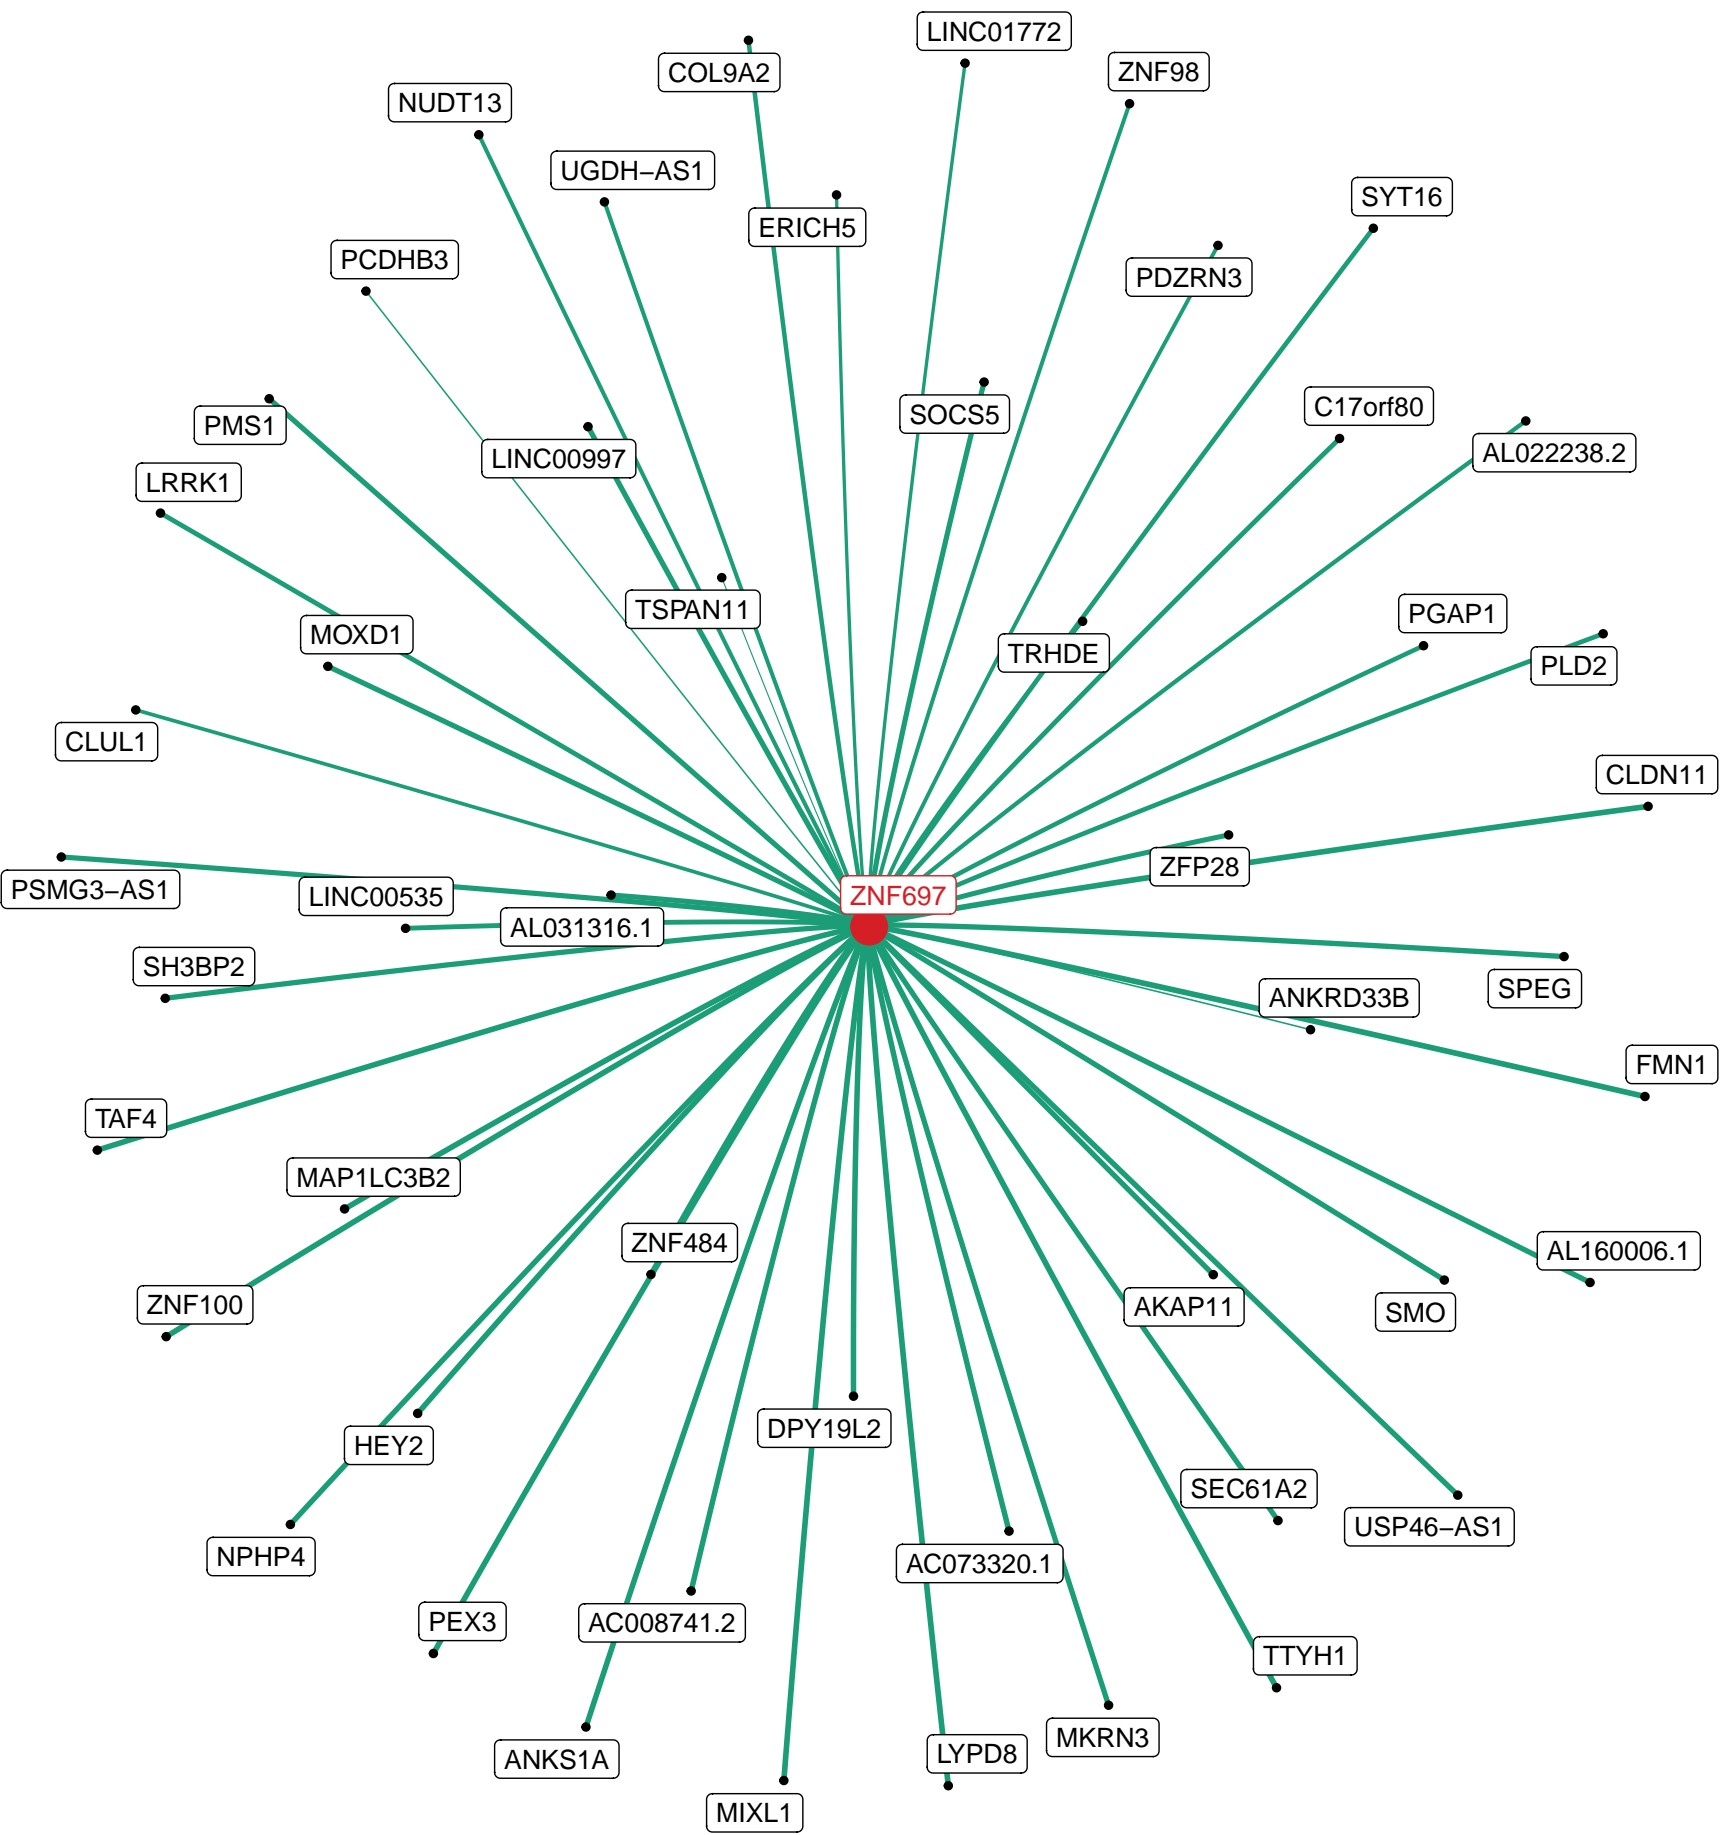 LINC01772
COL9A2
ZNF98
NUDT13
UGDH−AS1
SYT16
ERICH5
PCDHB3
PDZRN3
C17orf80
SOCS5
PMS1
AL022238.2
LINC00997
LRRK1
TSPAN11
PGAP1
MOXD1
TRHDE
PLD2
CLUL1
CLDN11
ZFP28
PSMG3−AS1
LINC00535
ZNF697
AL031316.1
SH3BP2
SPEG
ANKRD33B
FMN1
TAF4
MAP1LC3B2
ZNF484
AL160006.1
ZNF100
AKAP11
SMO
DPY19L2
HEY2
SEC61A2
USP46−AS1
NPHP4
AC073320.1
PEX3
AC008741.2
TTYH1
MKRN3
LYPD8
ANKS1A
MIXL1